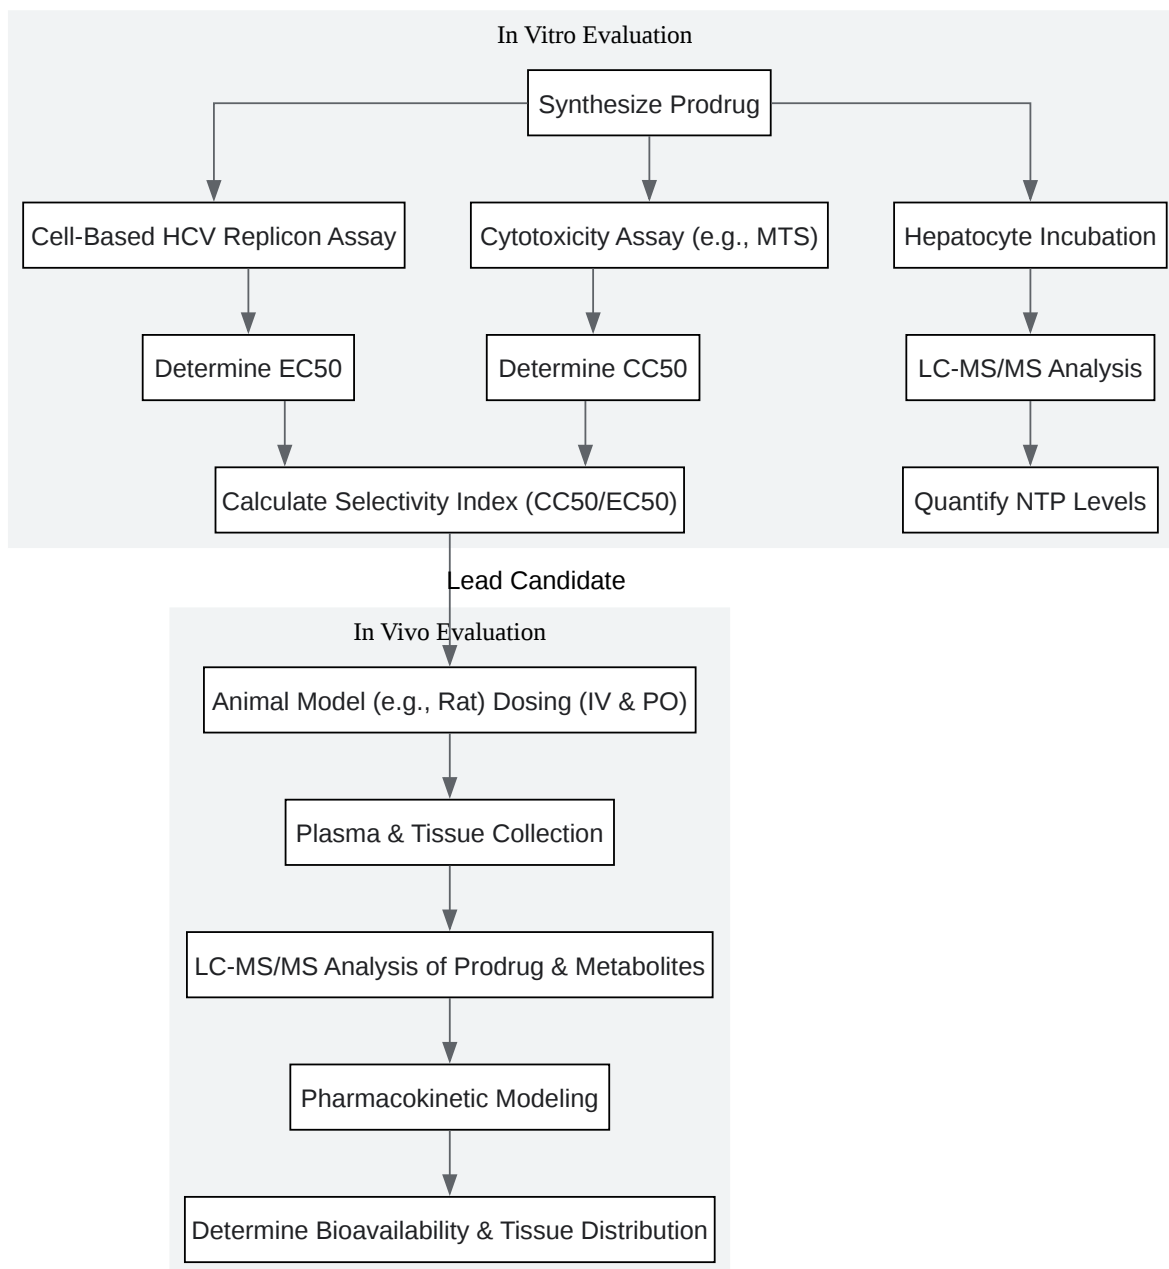 In Vitro Evaluation
Synthesize Prodrug
Cell-Based HCV Replicon Assay
Cytotoxicity Assay (e.g., MTS)
Hepatocyte Incubation
Determine EC50
Determine CC50
LC-MS/MS Analysis
Calculate Selectivity Index (CC50/EC50)
Quantify NTP Levels
Lead Candidate
In Vivo Evaluation
Animal Model (e.g., Rat) Dosing (IV & PO)
Plasma & Tissue Collection
LC-MS/MS Analysis of Prodrug & Metabolites
Pharmacokinetic Modeling
Determine Bioavailability & Tissue Distribution